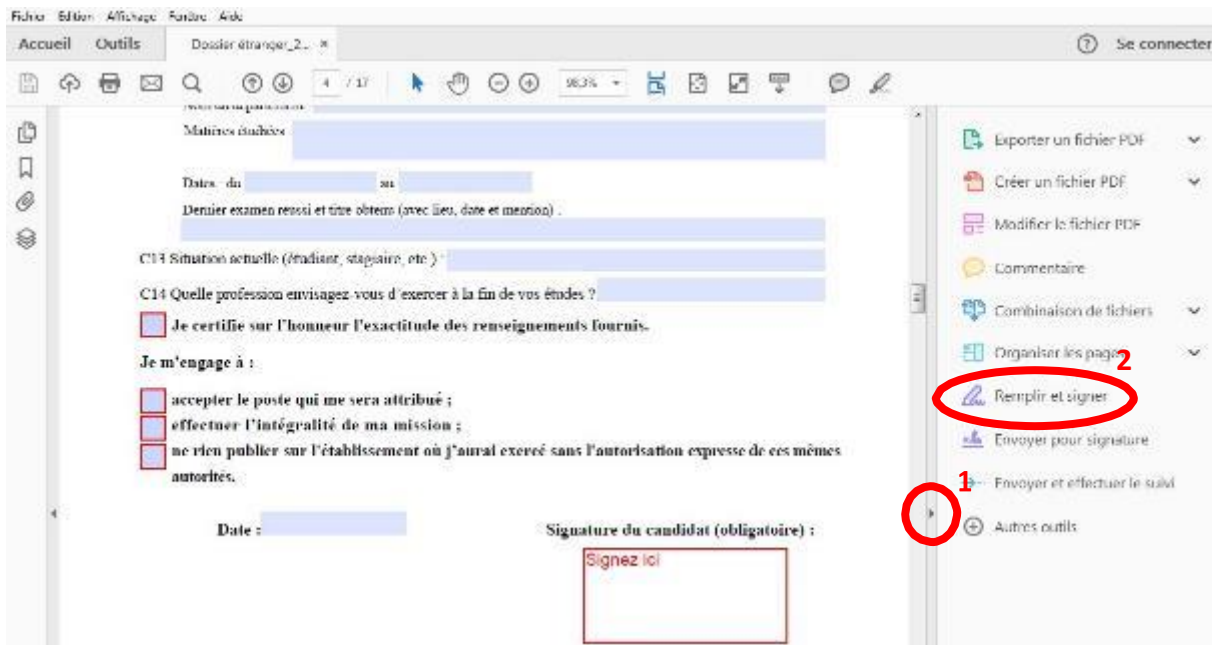 Fichier Edition Affichage Fenêtre Aide
Accueil Outils Dossier étranger_2... ×
? Se connecter
4 / 17 98,3%
Matières étudiées
Dates du au
Dernier examen reussi et titre obtenu (avec lieu, date et mention) :
C13 Situation actuelle (étudiant, stagiaire, etc ) :
C14 Quelle profession envisagez-vous d'exercer à la fin de vos études ?
Je certifie sur l'honneur l'exactitude des renseignements fournis.
Je m'engage à :
accepter le poste qui me sera attribué ;
effectuer l'intégralité de ma mission ;
ne rien publier sur l'établissement où j'aurai exercé sans l'autorisation expresse de ces mêmes
autorités.
Date :
Signature du candidat (obligatoire) :
Signez ici
Exporter un fichier PDF
Créer un fichier PDF
Modifier le fichier PDF
Commentaire
Combinaison de fichiers
Organiser les pages
2
Remplir et signer
Envoyer pour signature
1
Envoyer et effectuer le suivi
Autres outils